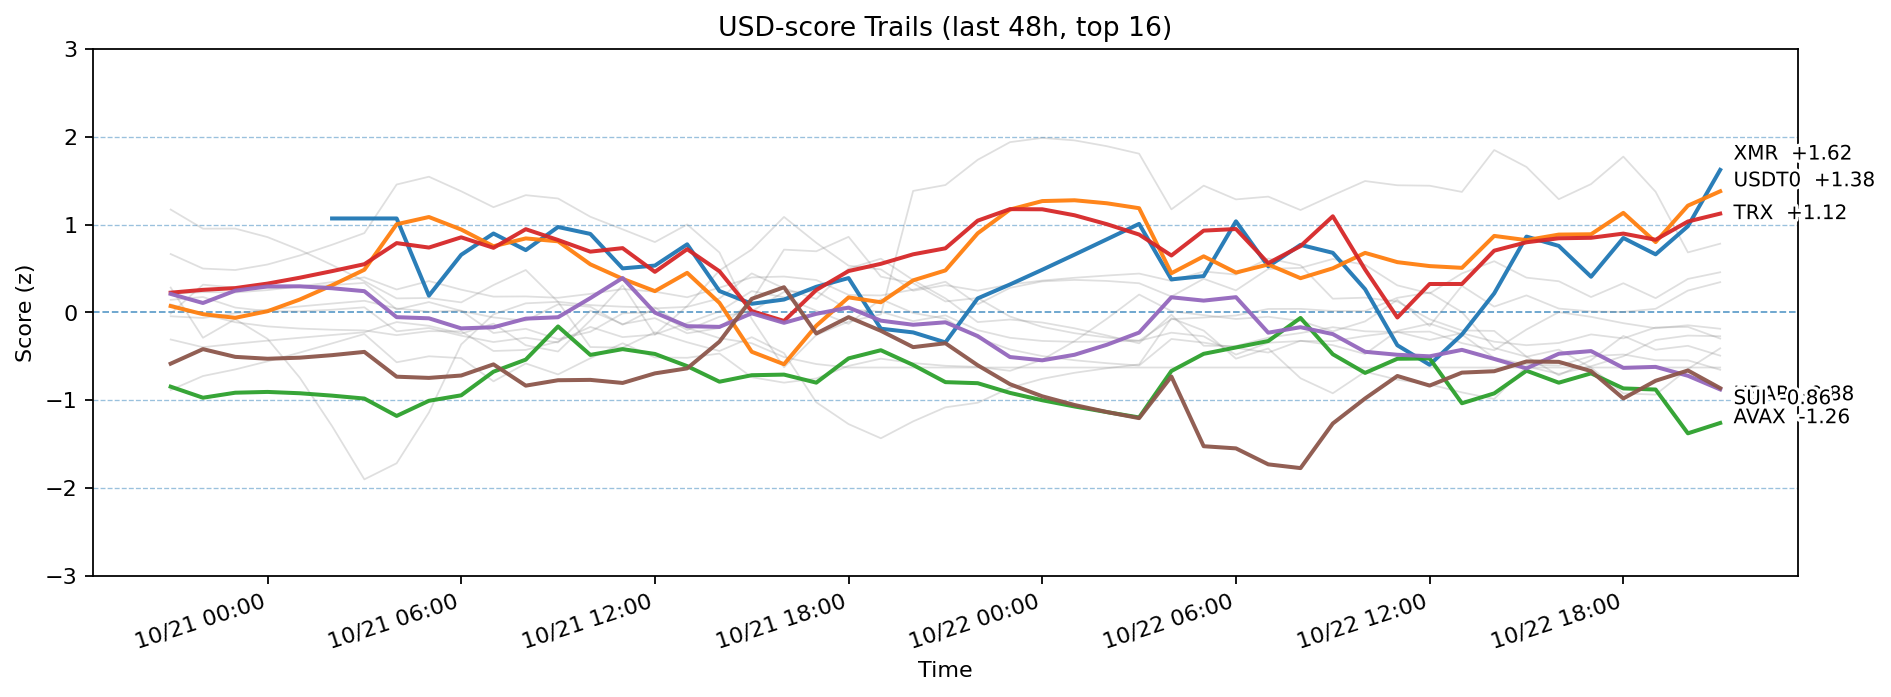 USD-score Trails (last 48h, top 16)
Score (z)
3
2
1
0
−1
−2
−3
XMR +1.62
USDT0 +1.38
TRX +1.12
SUI -0.86
AVAX -1.26
10/21 00:00
10/21 06:00
10/21 12:00
10/21 18:00
10/22 00:00
10/22 06:00
10/22 12:00
10/22 18:00
Time